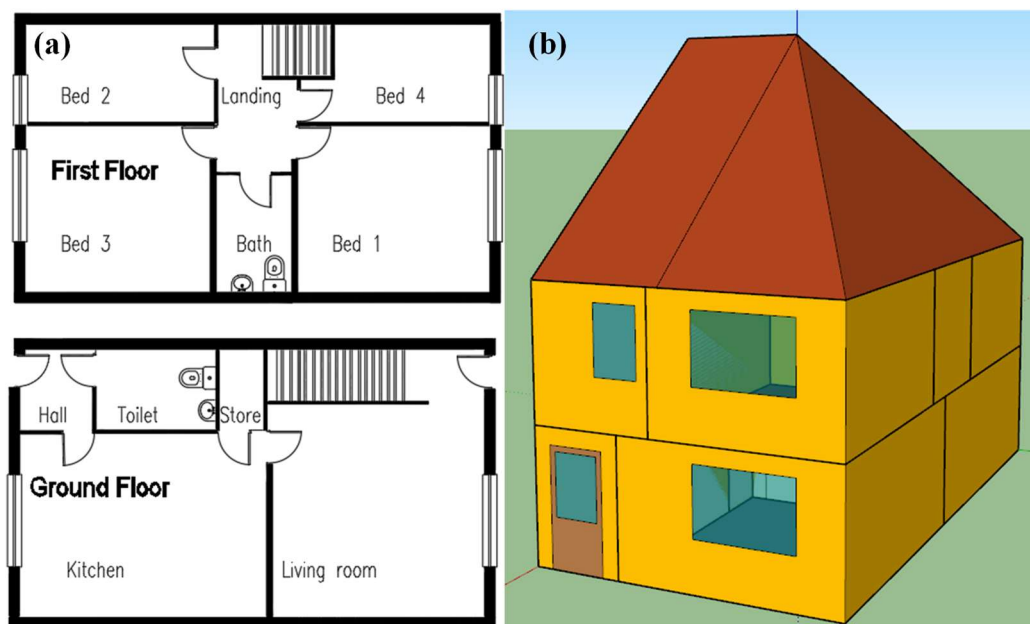 (a)
Bed 2
Landing
Bed 4
First Floor
Bed 3
Bath
Bed 1
Hall
Toilet
Store
Ground Floor
Kitchen
Living room
(b)